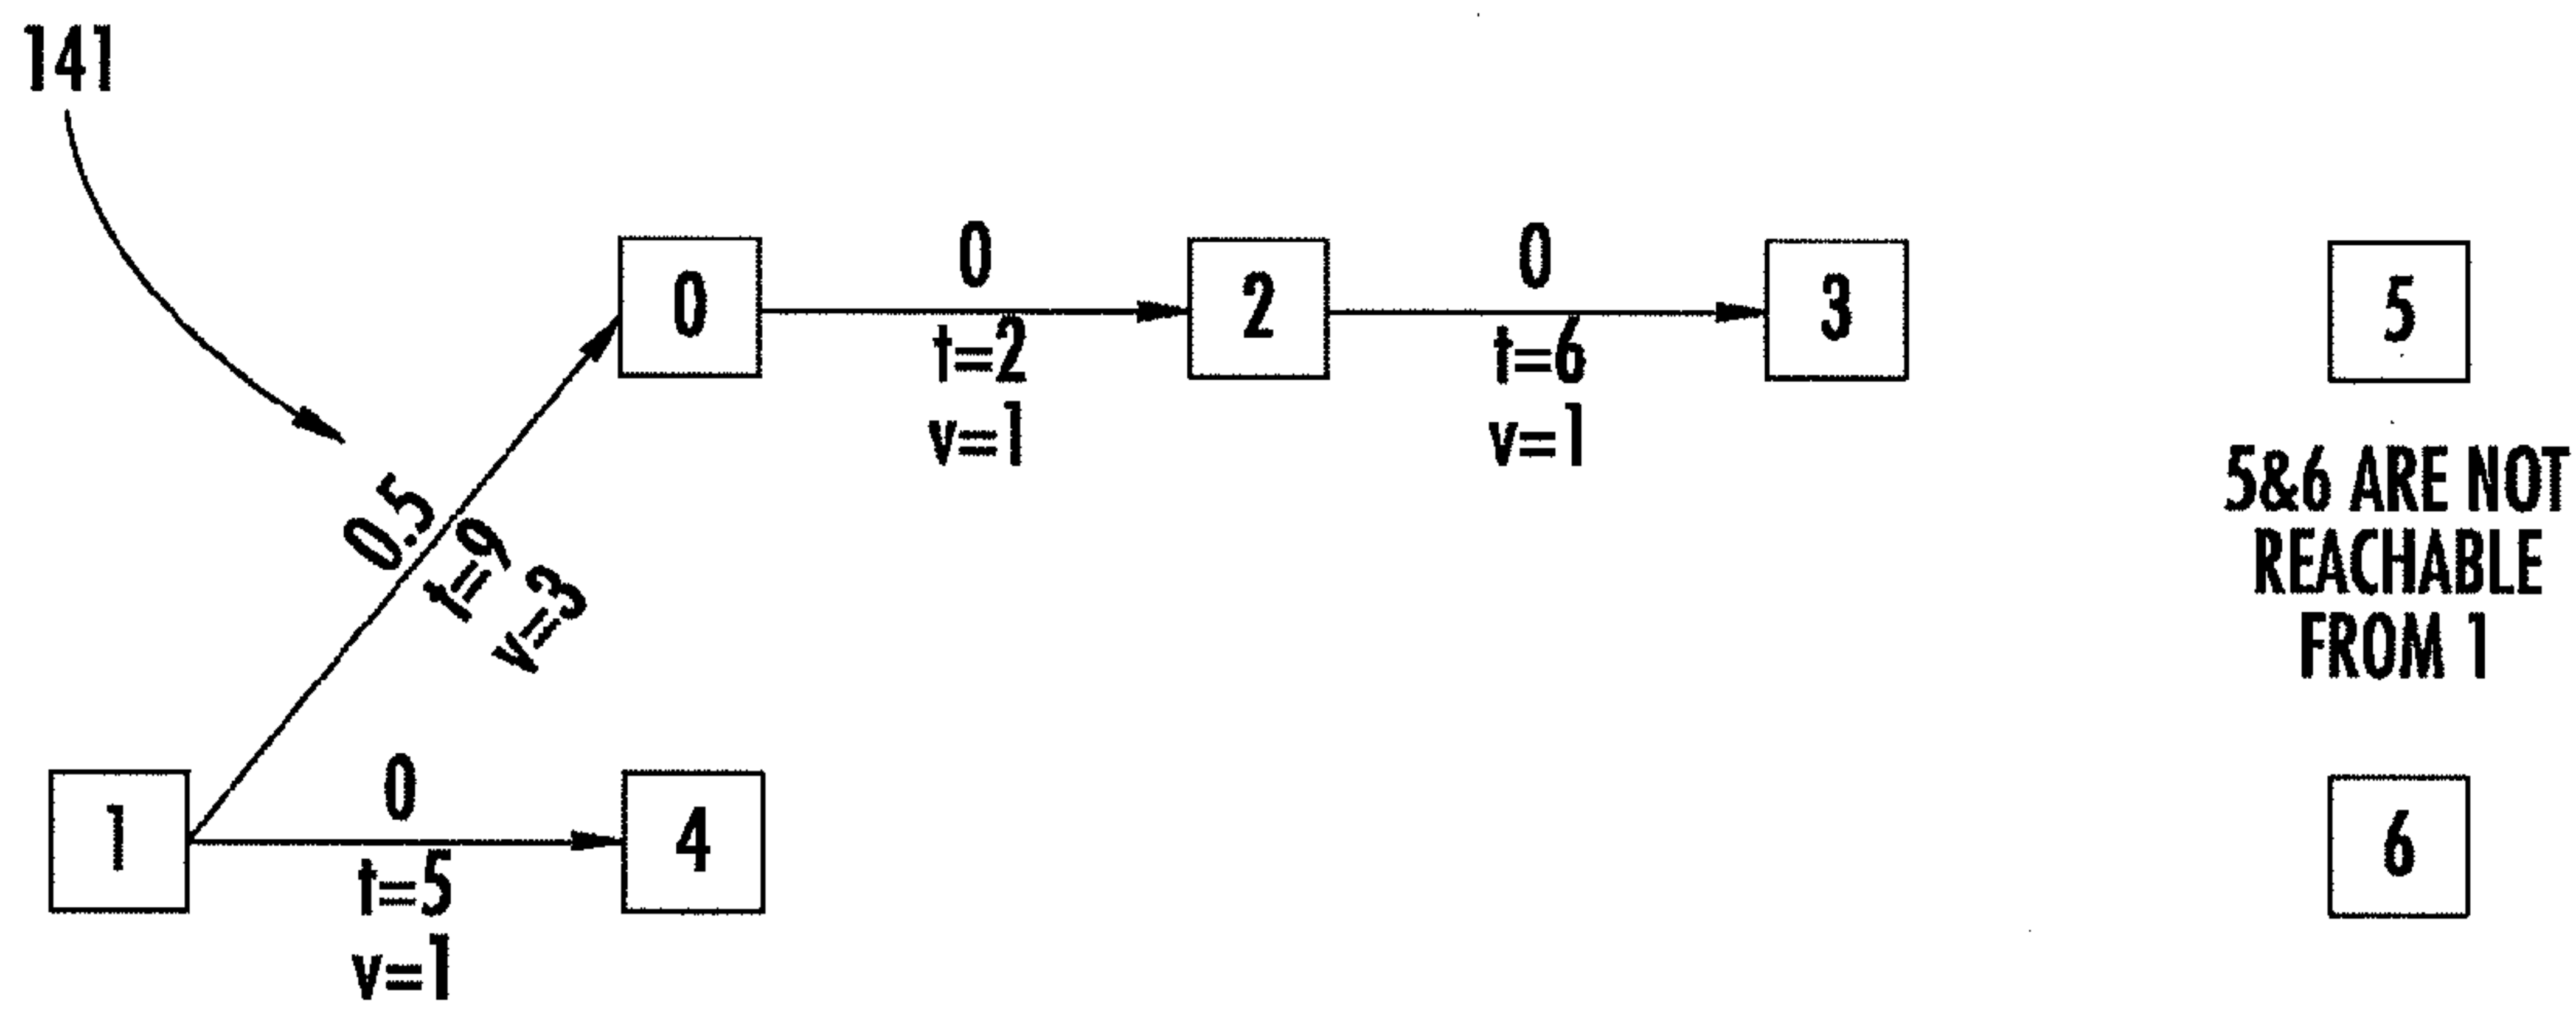 141
0
0
0
2
3
5
t=2
t=6
v=1
v=1
0.5
t=9
v=3
5&6 ARE NOT
REACHABLE
FROM 1
0
1
4
6
t=5
v=1